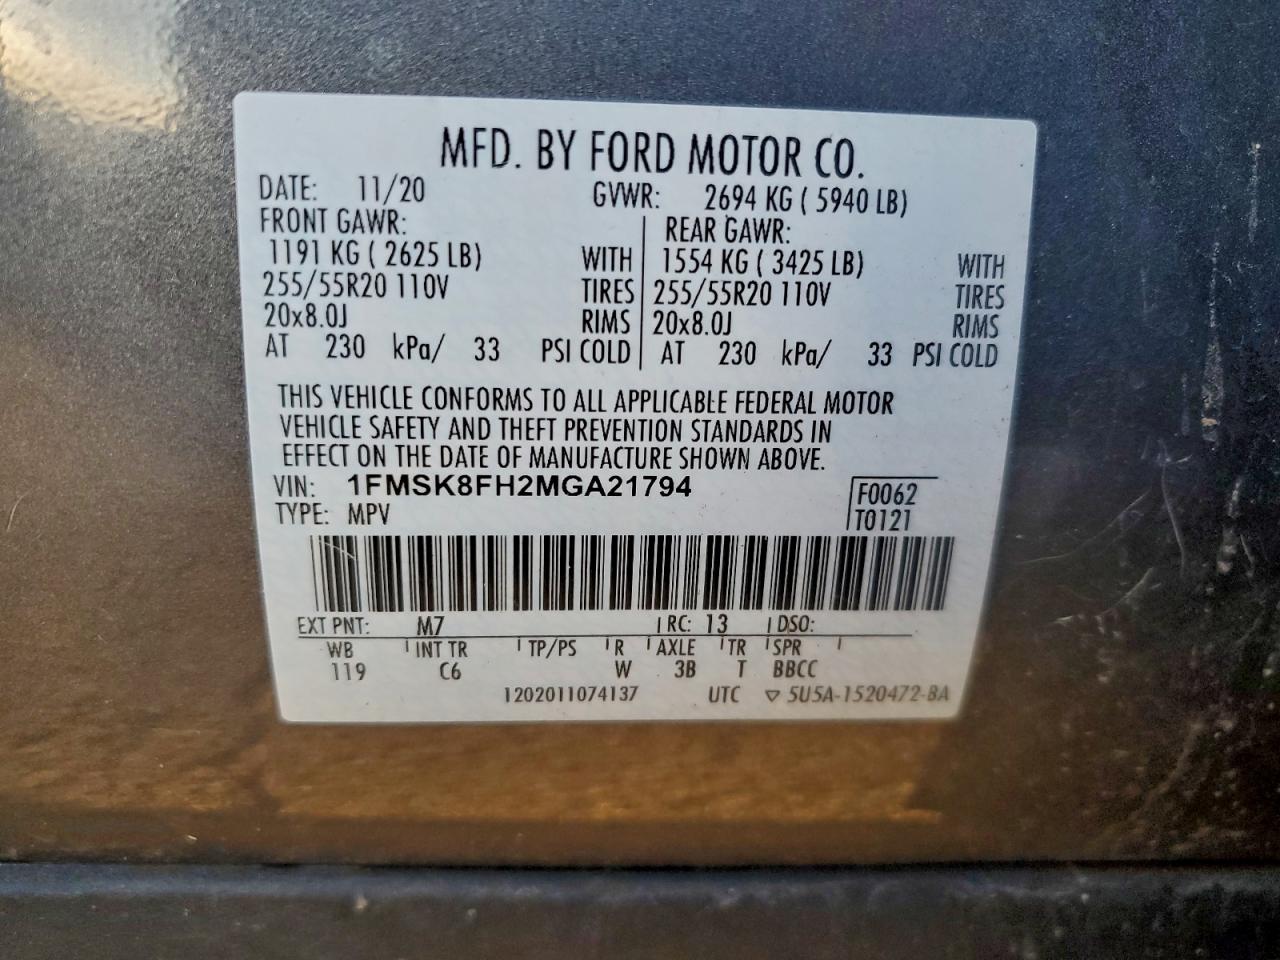 MFD. BY FORD MOTOR CO.
DATE: 11/20 GVWR: 2694 KG ( 5940 LB)
FRONT GAWR: REAR GAWR:
1191 KG ( 2625 LB) WITH 1554 KG ( 3425 LB) WITH
255/55R20 110V TIRES 255/55R20 110V TIRES
20x8.0J RIMS 20x8.0J RIMS
AT 230 kPa/ 33 PSI COLD AT 230 kPa/ 33 PSI COLD
THIS VEHICLE CONFORMS TO ALL APPLICABLE FEDERAL MOTOR
VEHICLE SAFETY AND THEFT PREVENTION STANDARDS IN
EFFECT ON THE DATE OF MANUFACTURE SHOWN ABOVE.
VIN: 1FMSK8FH2MGA21794 F0062
TYPE: MPV T0121
EXT PNT: M7 RC: 13 DSO:
WB INT TR TP/PS R AXLE TR SPR
119 C6 W 3B T BBCC
1202011074137 UTC ▽ 5U5A-1520472-BA